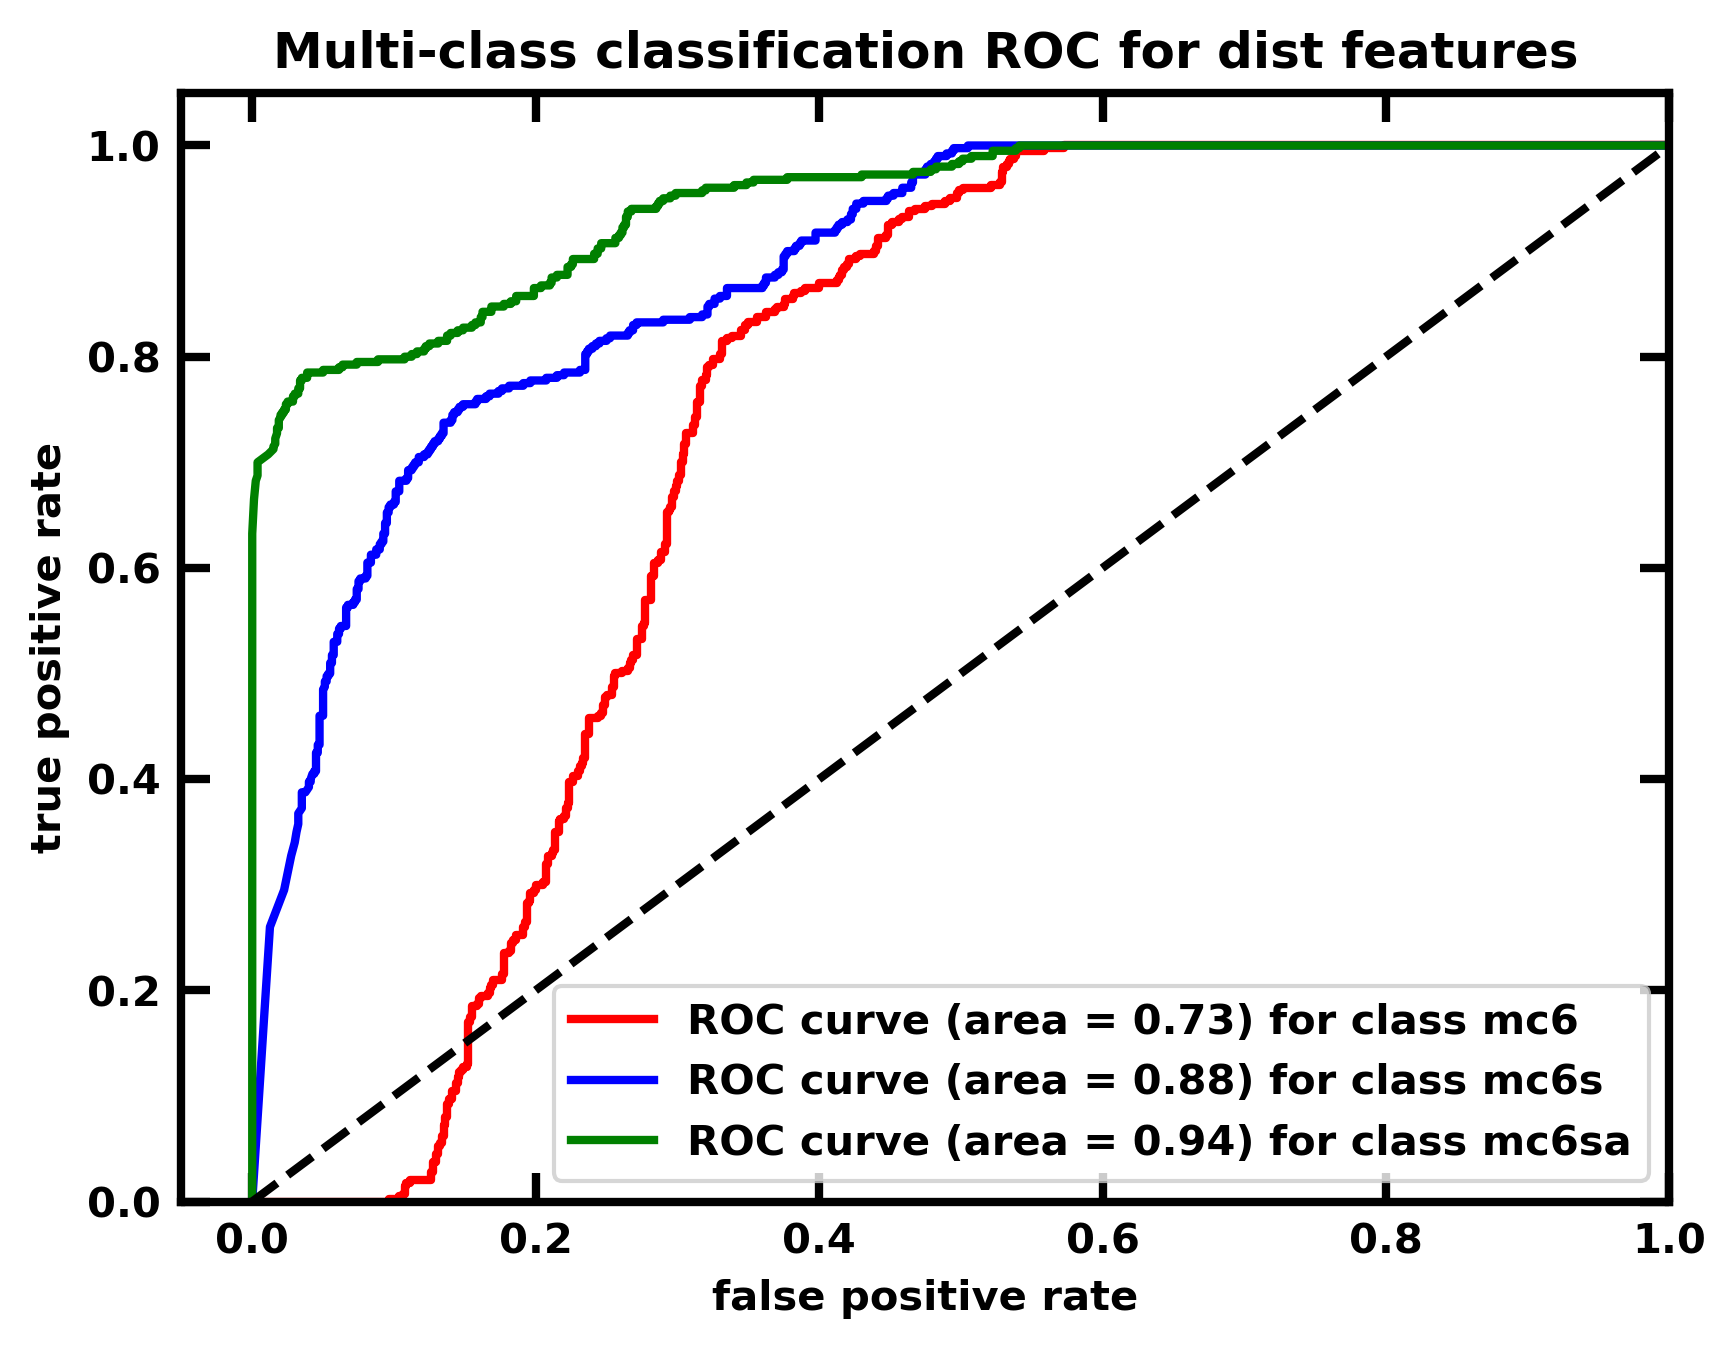 Multi-class classification ROC for dist features
1.0
0.8
0.6
0.4
0.2
0.0
true positive rate
ROC curve (area = 0.73) for class mc6
ROC curve (area = 0.88) for class mc6s
ROC curve (area = 0.94) for class mc6sa
0.0 0.2 0.4 0.6 0.8 1.0
false positive rate